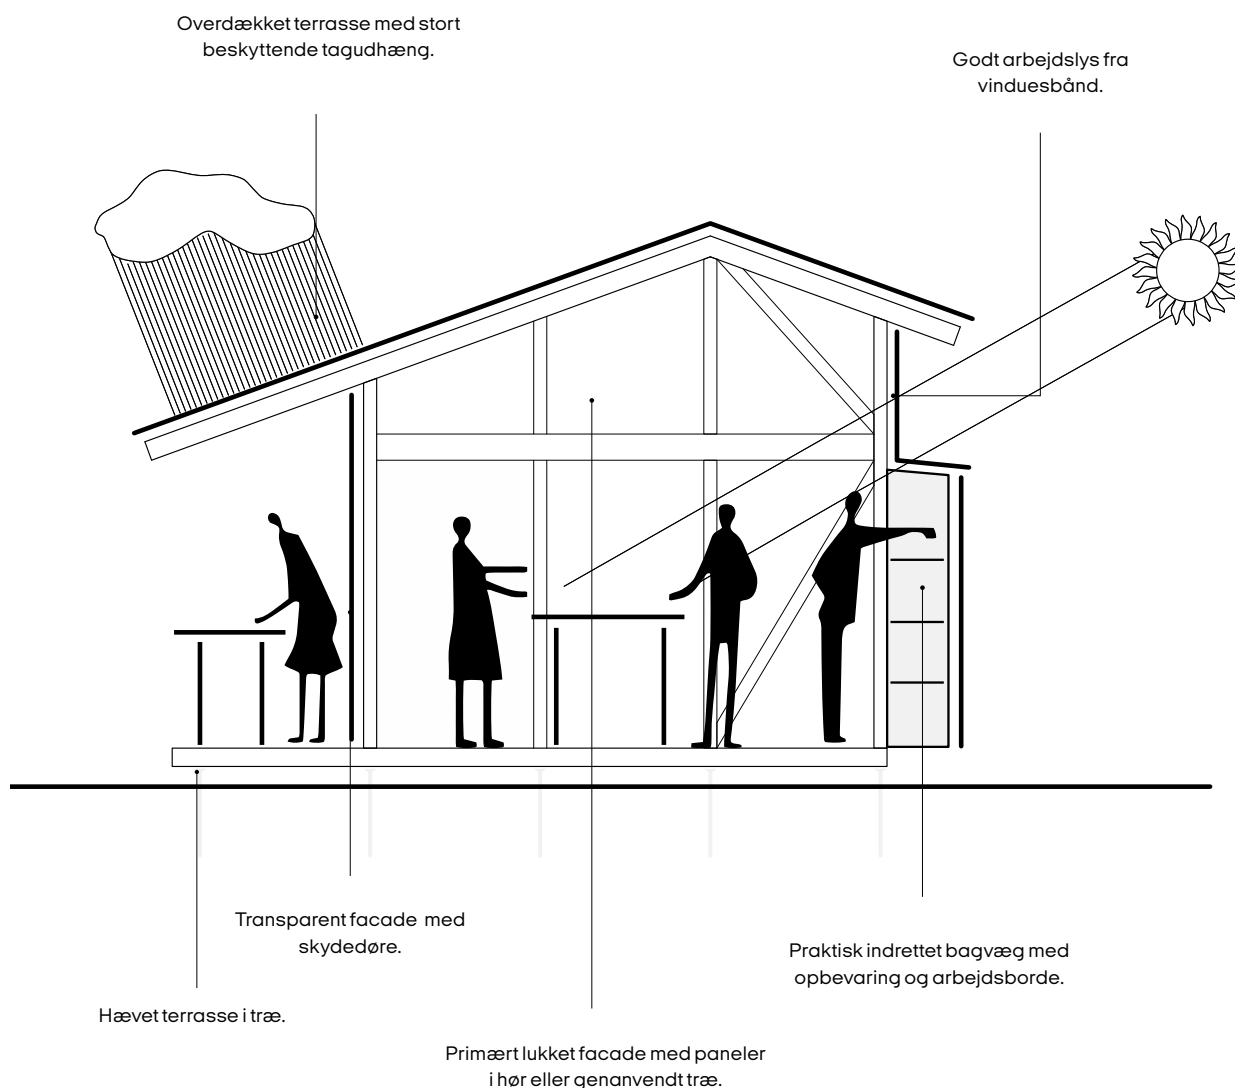 Overdækket terrasse med stort
beskyttende tagudhæng.
Godt arbejdslys fra
vinduesbånd.
Transparent facade med
skydedøre.
Praktisk indrettet bagvæg med
opbevaring og arbejdsborde.
Hævet terrasse i træ.
Primært lukket facade med paneler
i hør eller genanvendt træ.